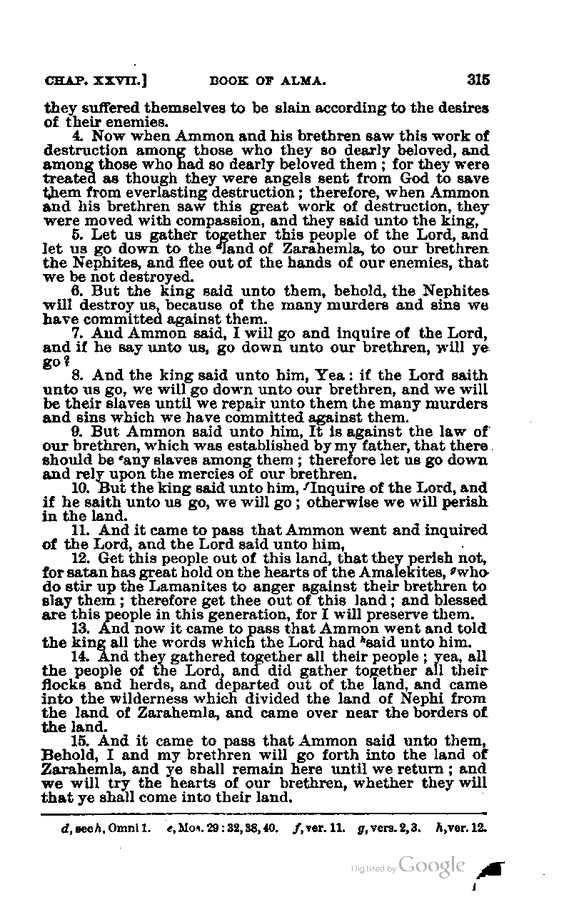 CHAP. XXVII.] BOOK OF ALMA. 315
they suffered themselves to be slain according to the desires
of their enemies.
4. Now when Ammon and his brethren saw this work of
destruction among those who they so dearly beloved, and
among those who had so dearly beloved them; for they were
treated as though they were angels sent from God to save
them from everlasting destruction; therefore, when Ammon
and his brethren saw this great work of destruction, they
were moved with compassion, and they said unto the king,
5. Let us gather together this people of the Lord, and
let us go down to the dland of Zarahemla, to our brethren
the Nephites, and flee out of the hands of our enemies, that
we be not destroyed.
6. But the king said unto them, behold, the Nephites
will destroy us, because of the many murders and sins we
have committed against them.
7. And Ammon said, I will go and inquire of the Lord,
and if he say unto us, go down unto our brethren, will ye
go?
8. And the king said unto him, Yea: if the Lord saith
unto us go, we will go down unto our brethren, and we will
be their slaves until we repair unto them the many murders
and sins which we have committed against them.
9. But Ammon said unto him, It is against the law of
our brethren, which was established by my father, that there
should be eany slaves among them; therefore let us go down
and rely upon the mercies of our brethren.
10. But the king said unto him, fInquire of the Lord, and
if he saith unto us go, we will go; otherwise we will perish
in the land.
11. And it came to pass that Ammon went and inquired
of the Lord, and the Lord said unto him,
12. Get this people out of this land, that they perish not,
for satan has great hold on the hearts of the Amalekites, gwho
do stir up the Lamanites to anger against their brethren to
slay them; therefore get thee out of this land; and blessed
are this people in this generation, for I will preserve them.
13. And now it came to pass that Ammon went and told
the king all the words which the Lord had hsaid unto him.
14. And they gathered together all their people; yea, all
the people of the Lord, and did gather together all their
flocks and herds, and departed out of the land, and came
into the wilderness which divided the land of Nephi from
the land of Zarahemla, and came over near the borders of
the land.
15. And it came to pass that Ammon said unto them,
Behold, I and my brethren will go forth into the land of
Zarahemla, and ye shall remain here until we return; and
we will try the hearts of our brethren, whether they will
that ye shall come into their land.
d, see h, Omni 1. e, Mos. 29:32, 38, 40. f, ver. 11. g, vers. 2, 3. h, ver. 12.
Digitized by Google